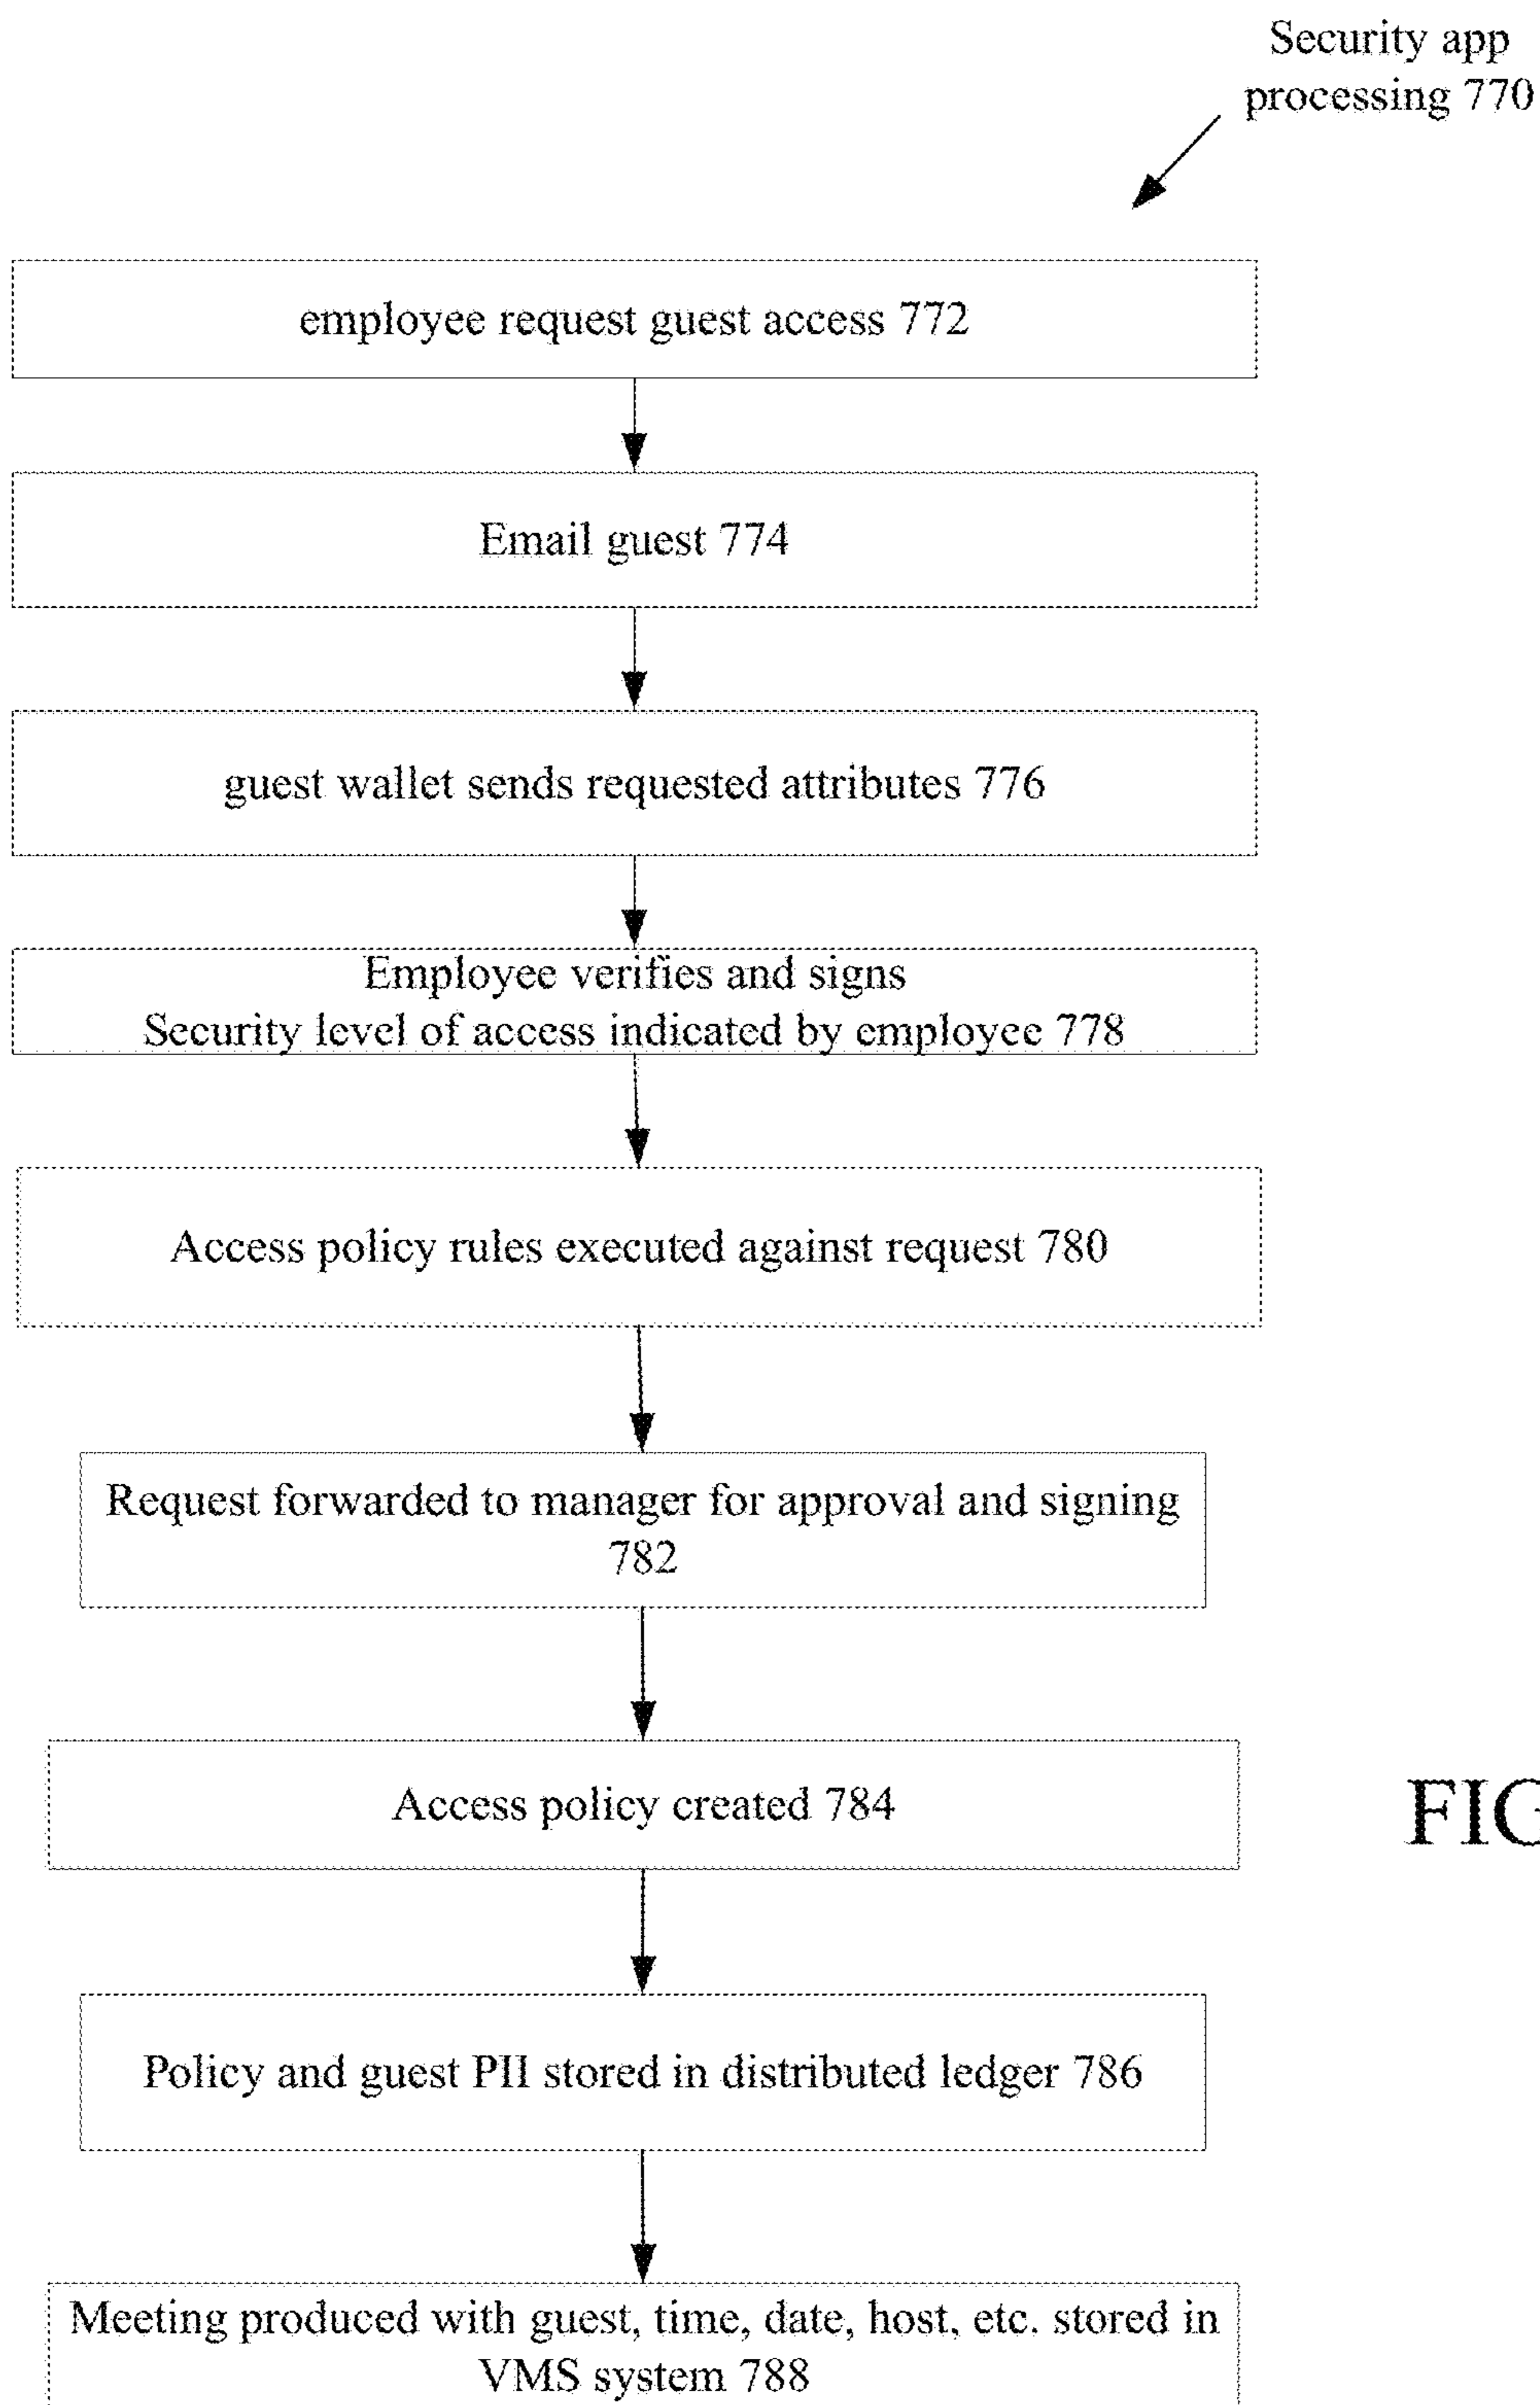 Security app
processing 770
employee request guest access 772
Email guest 774
guest wallet sends requested attributes 776
Employee verifies and signs
Security level of access indicated by employee 778
Access policy rules executed against request 780
Request forwarded to manager for approval and signing
782
Access policy created 784
FIG
Policy and guest PII stored in distributed ledger 786
Meeting produced with guest, time, date, host, etc. stored in
VMS system 788